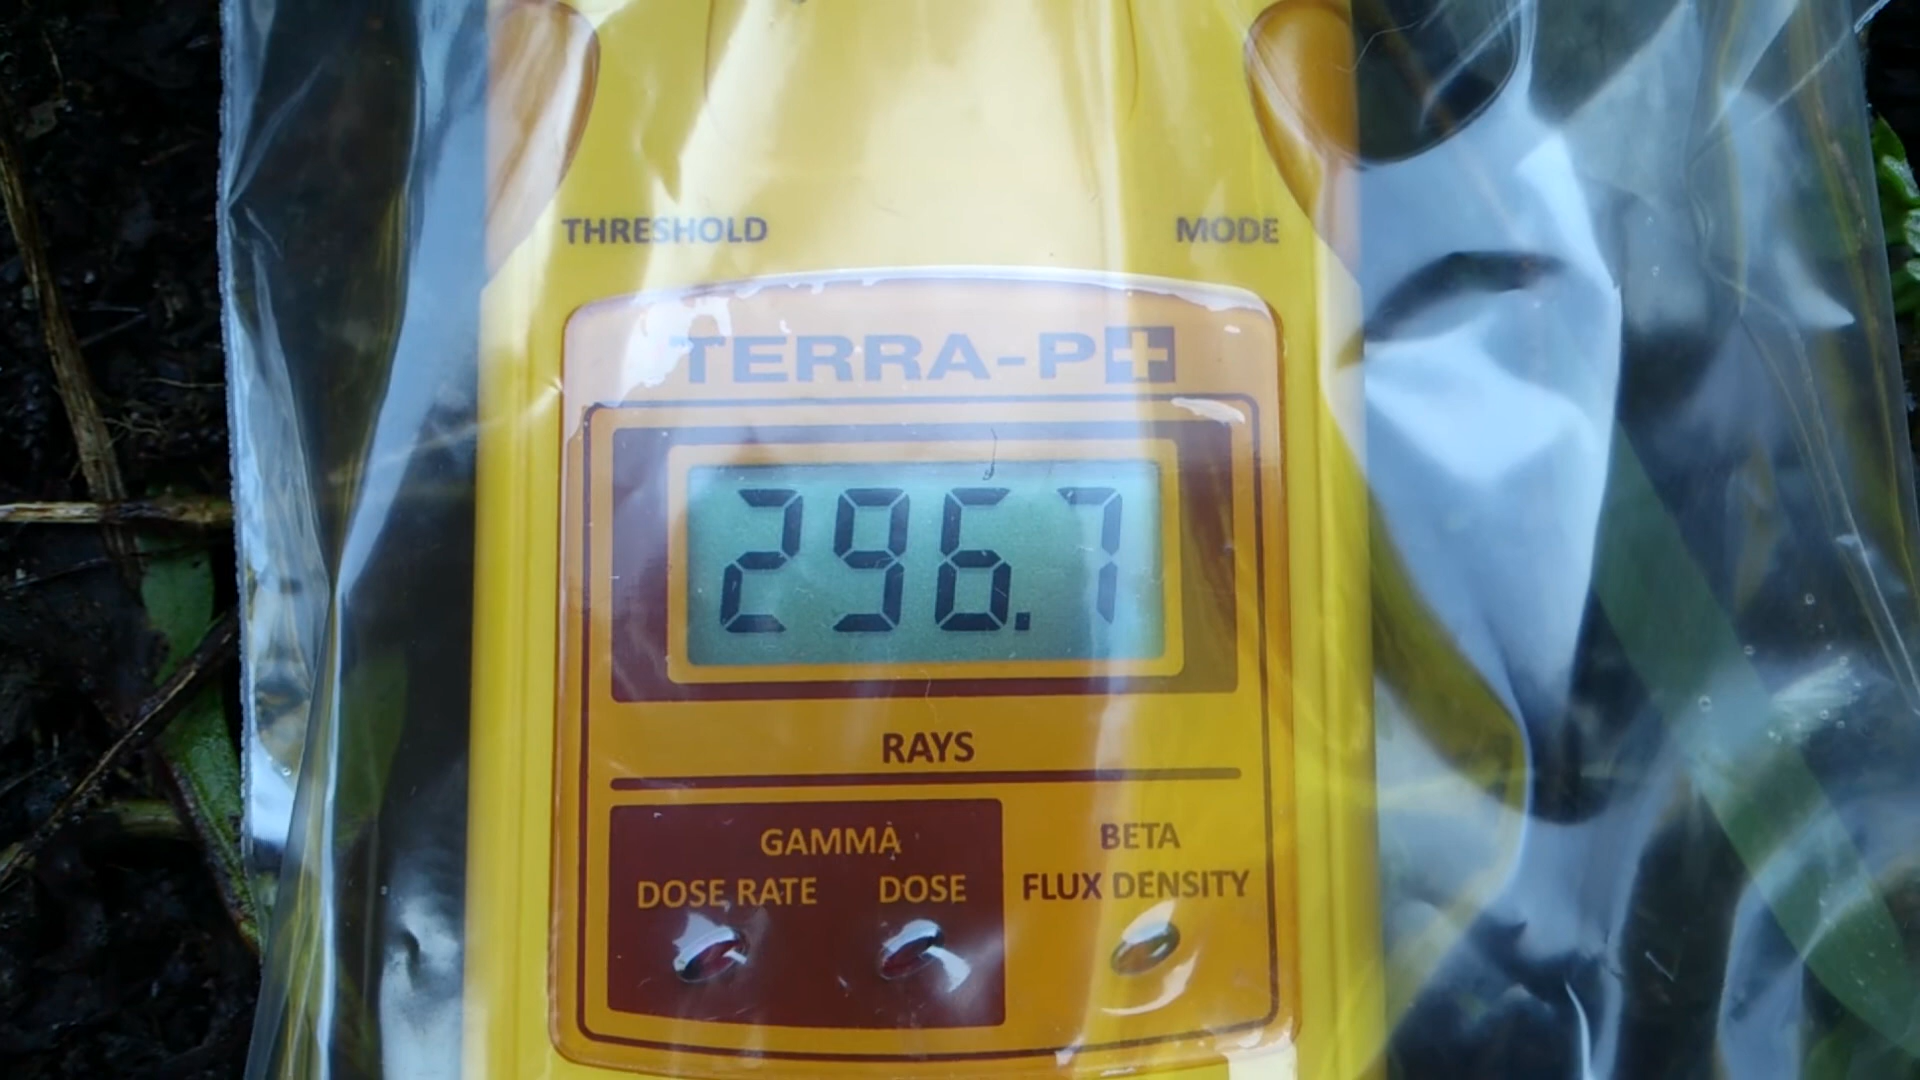 THRESHOLD MODE
TERRA-P+
296.7
RAYS
GAMMA BETA
DOSE RATE DOSE FLUX DENSITY